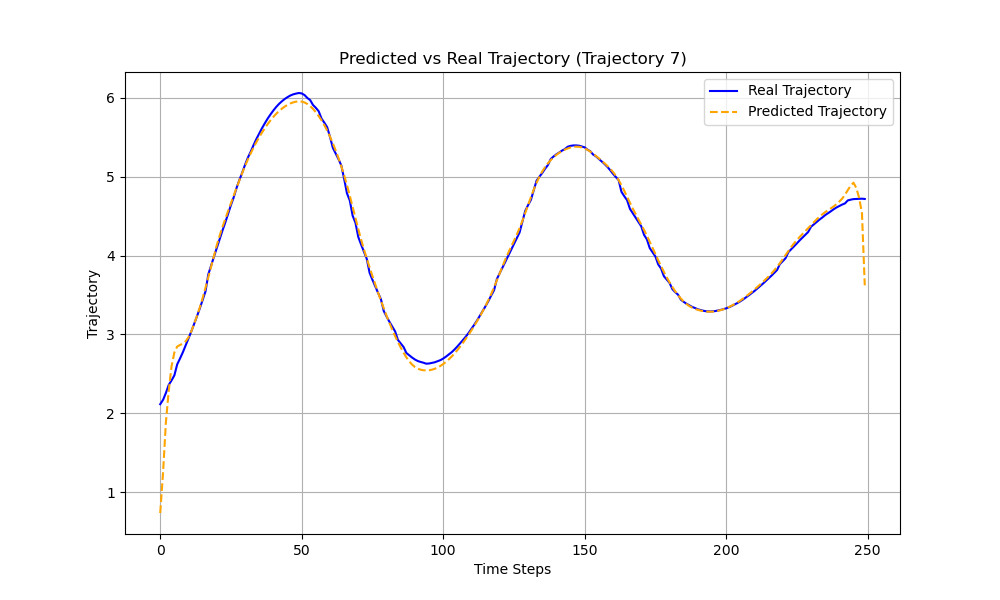 Predicted vs Real Trajectory (Trajectory 7)
Real Trajectory
Predicted Trajectory
6
5
4
3
2
1
Trajectory
0 50 100 150 200 250
Time Steps